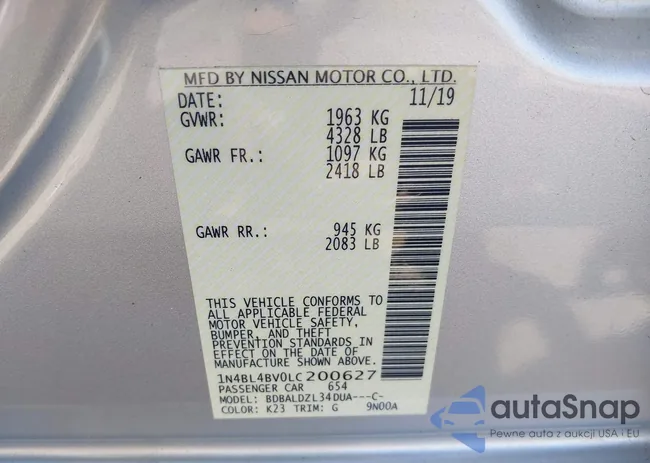 MFD BY NISSAN MOTOR CO., LTD.
DATE: 11/19
GVWR: 1963 KG
4328 LB
GAWR FR.: 1097 KG
2418 LB
GAWR RR.: 945 KG
2083 LB
THIS VEHICLE CONFORMS TO
ALL APPLICABLE FEDERAL
MOTOR VEHICLE SAFETY,
BUMPER, AND THEFT
PREVENTION STANDARDS IN
EFFECT ON THE DATE OF
MANUFACTURE SHOWN ABOVE.
1N4BL4BV0LC200627
PASSENGER CAR 654
MODEL: BDBALDZL34DUA---C-
COLOR: K23 TRIM: G 9N00A
autoSnap
Pewne auta z aukcji USA i EU